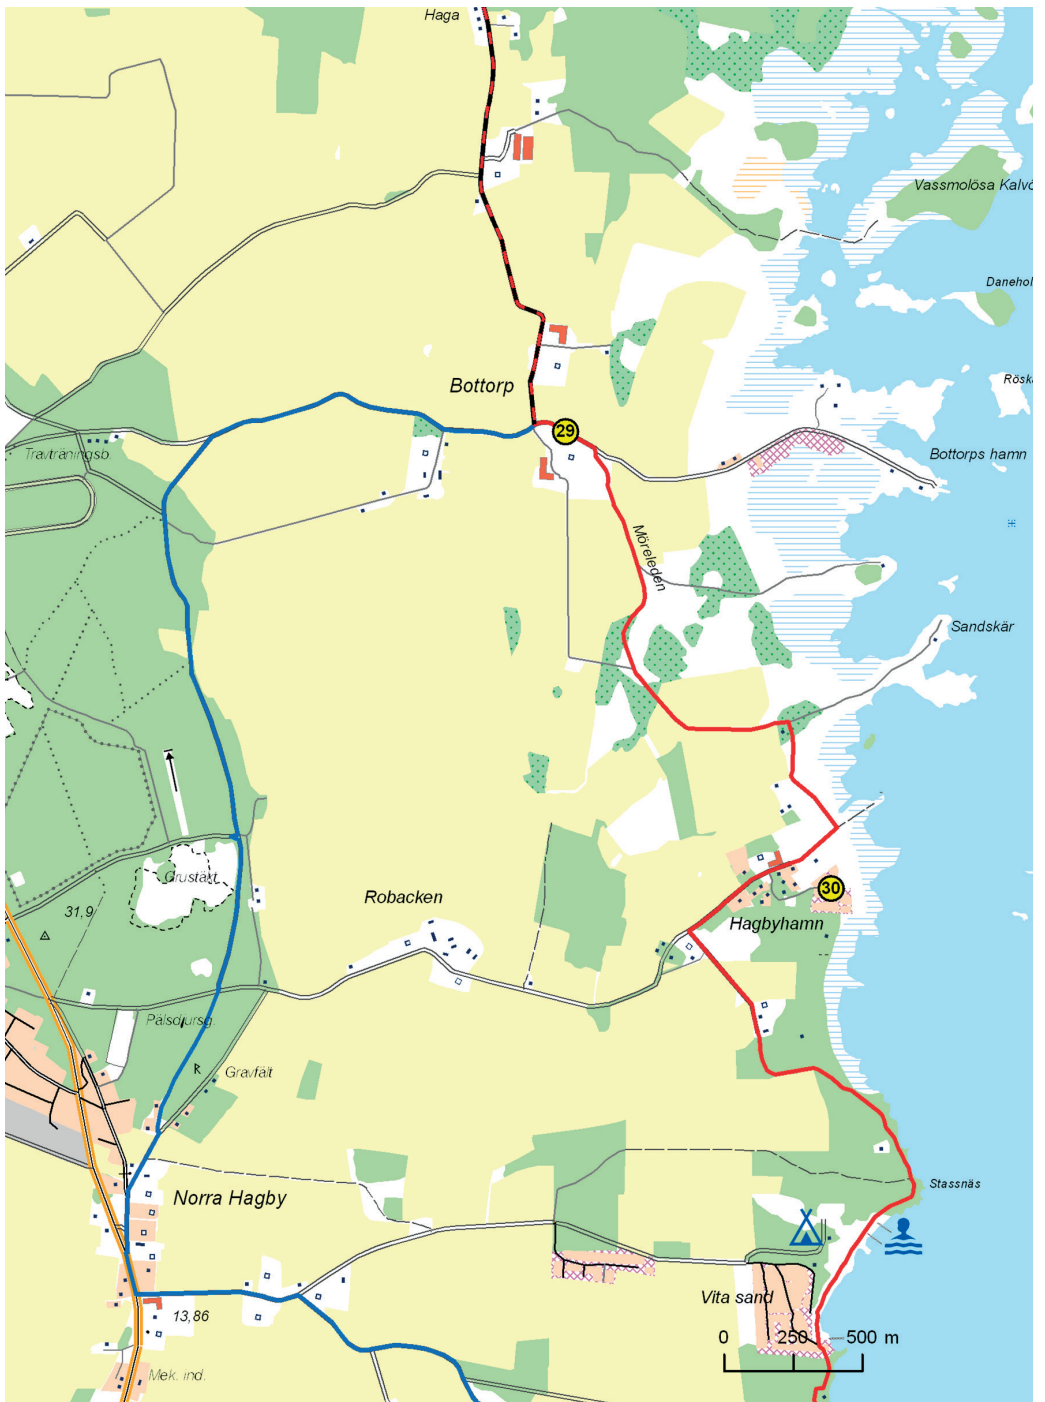 Haga
Vassmolösa Kalvö
Danehol
Rösk
Bottorp
29
Travträningsb.
Bottorps hamn
Möreleden
Sandskär
Grustäkt
Robacken
30
31,9
Hagbyhamn
Pälsdjursg.
R
Gravfält
Norra Hagby
Stassnäs
Vita sand
13,86
0 250 500 m
Mek. ind.